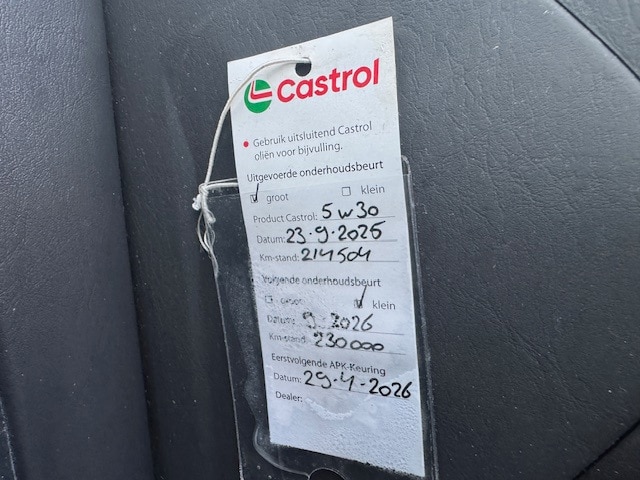 Castrol
Gebruik uitsluitend Castrol
oliën voor bijvulling.
Uitgevoerde onderhoudsbeurt
groot klein
Product Castrol: 5w30
Datum: 23-9-2025
Km-stand: 214504
Volgende onderhoudsbeurt
groot klein
Datum: 9-2026
Km-stand: 230000
Eerstvolgende APK-Keuring
Datum: 29-4-2026
Dealer: